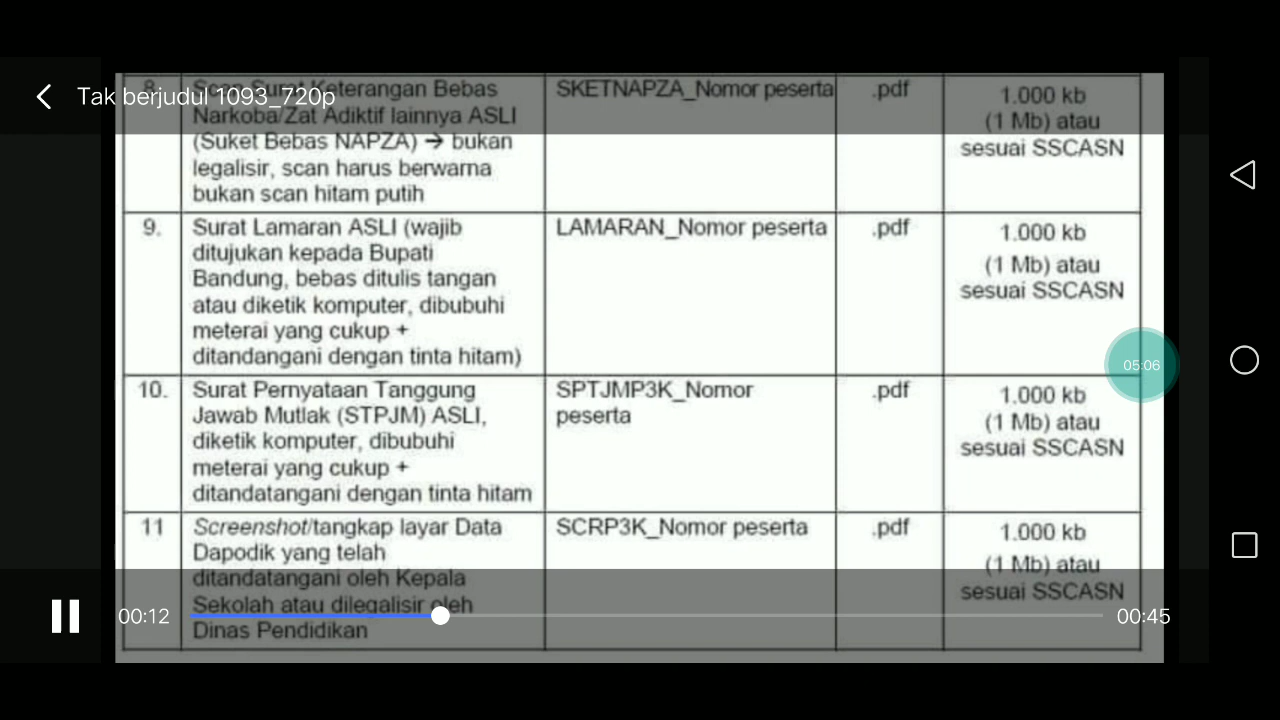 Tak berjudul 1093_720p
8. Scan Surat Keterangan Bebas
Narkoba/Zat Adiktif lainnya ASLI
(Suket Bebas NAPZA) → bukan
legalisir, scan harus berwarna
bukan scan hitam putih
SKETNAPZA_Nomor peserta
.pdf
1.000 kb
(1 Mb) atau
sesuai SSCASN
9.
Surat Lamaran ASLI (wajib
ditujukan kepada Bupati
Bandung, bebas ditulis tangan
atau diketik komputer, dibubuhi
meterai yang cukup +
ditandangani dengan tinta hitam)
LAMARAN_Nomor peserta
.pdf
1.000 kb
(1 Mb) atau
sesuai SSCASN
10.
Surat Pernyataan Tanggung
Jawab Mutlak (STPJM) ASLI,
diketik komputer, dibubuhi
meterai yang cukup +
ditandatangani dengan tinta hitam
SPTJMP3K_Nomor
peserta
.pdf
1.000 kb
(1 Mb) atau
sesuai SSCASN
05:06
11
Screenshot/tangkap layar Data
Dapodik yang telah
ditandatangani oleh Kepala
Sekolah atau dilegalisir oleh
Dinas Pendidikan
SCRP3K_Nomor peserta
.pdf
1.000 kb
(1 Mb) atau
sesuai SSCASN
00:12
00:45